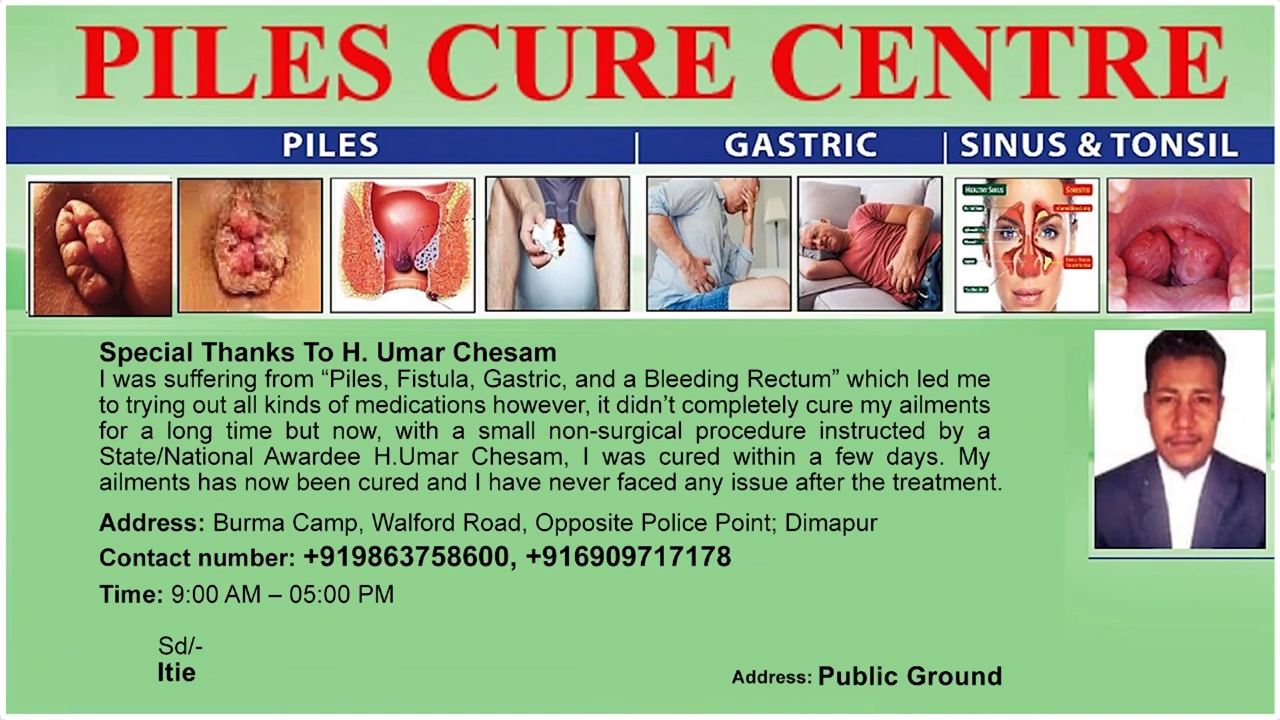 PILES CURE CENTRE
PILES | GASTRIC | SINUS & TONSIL
HEALTHY SINUS
SINUSITIS
Special Thanks To H. Umar Chesam
I was suffering from “Piles, Fistula, Gastric, and a Bleeding Rectum” which led me
to trying out all kinds of medications however, it didn’t completely cure my ailments
for a long time but now, with a small non-surgical procedure instructed by a
State/National Awardee H.Umar Chesam, I was cured within a few days. My
ailments has now been cured and I have never faced any issue after the treatment.
Address: Burma Camp, Walford Road, Opposite Police Point; Dimapur
Contact number: +919863758600, +916909717178
Time: 9:00 AM – 05:00 PM
Sd/-
Itie
Address: Public Ground